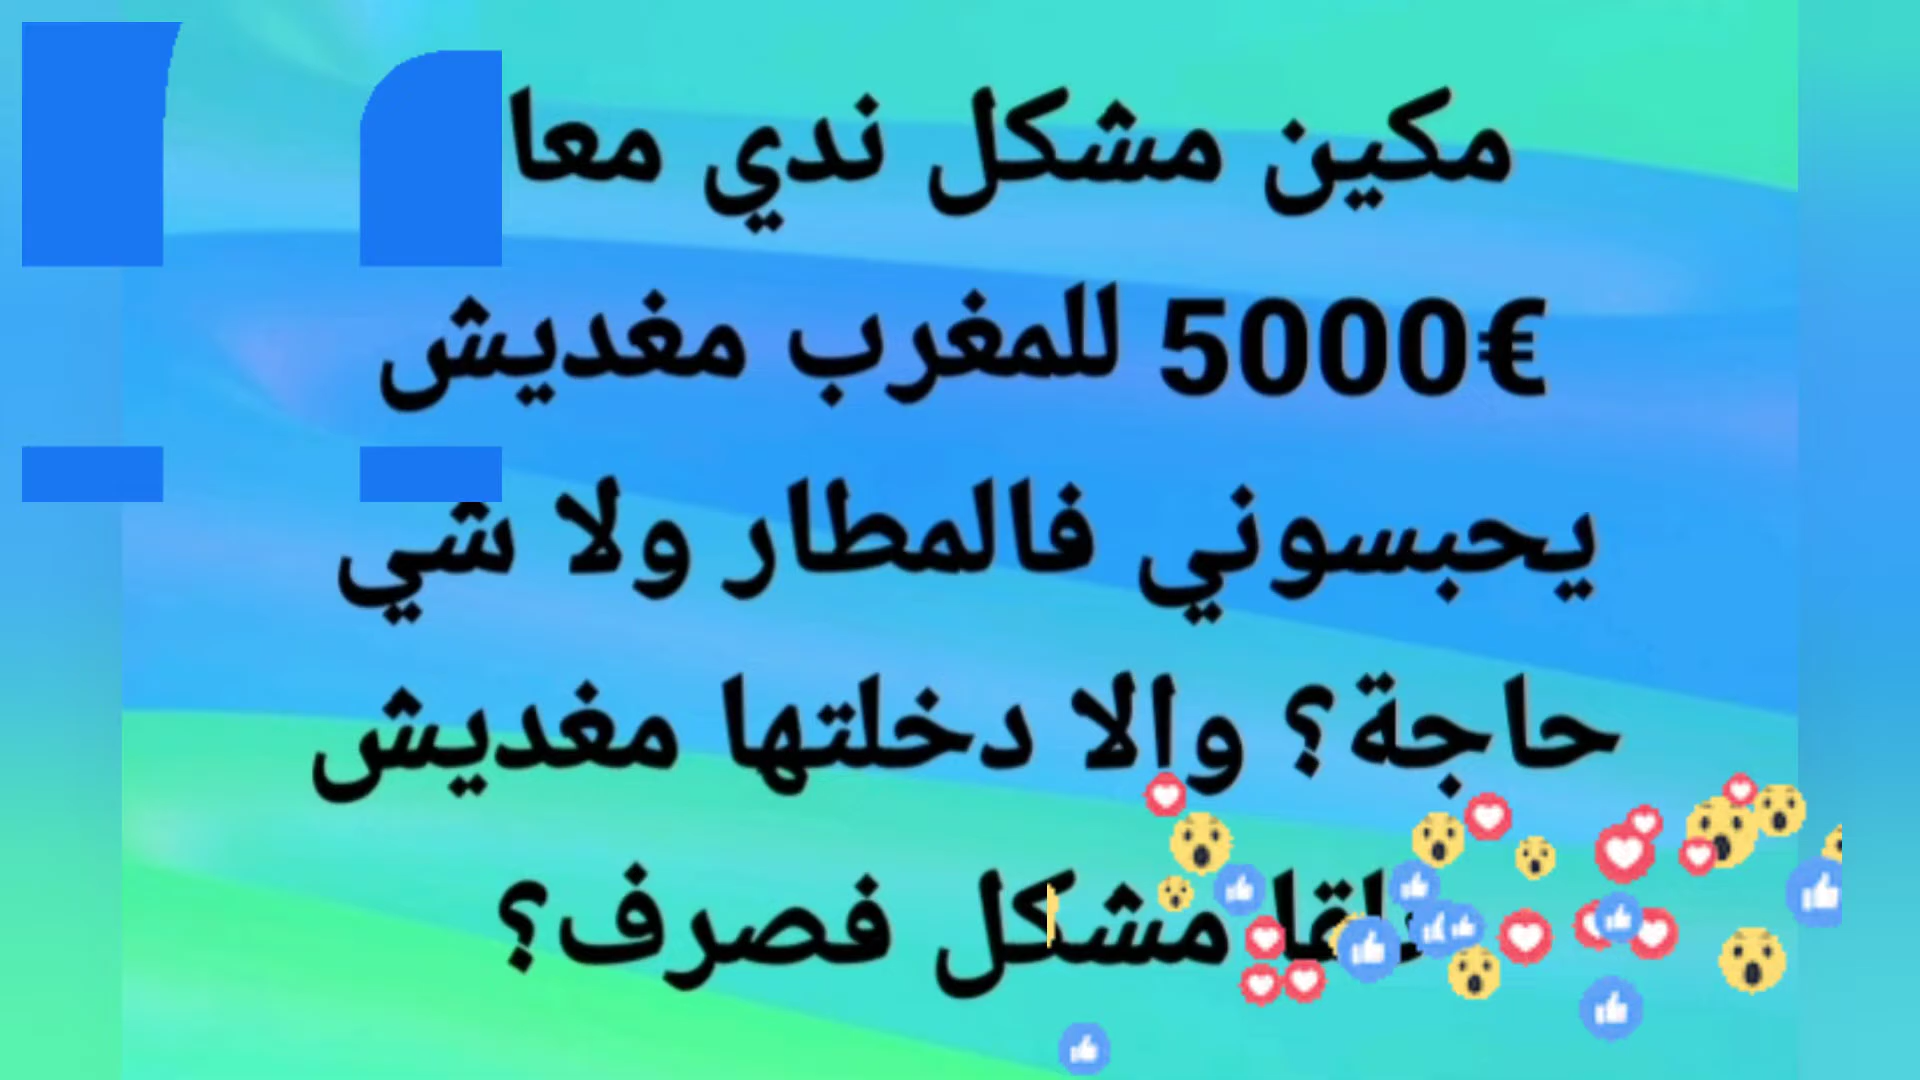 مكين مشكل ندي معا
5000€ للمغرب مغديش
يحبسوني فالمطار ولا شي
حاجة؟ والا دخلتها مغديش
مشكل فصرف؟